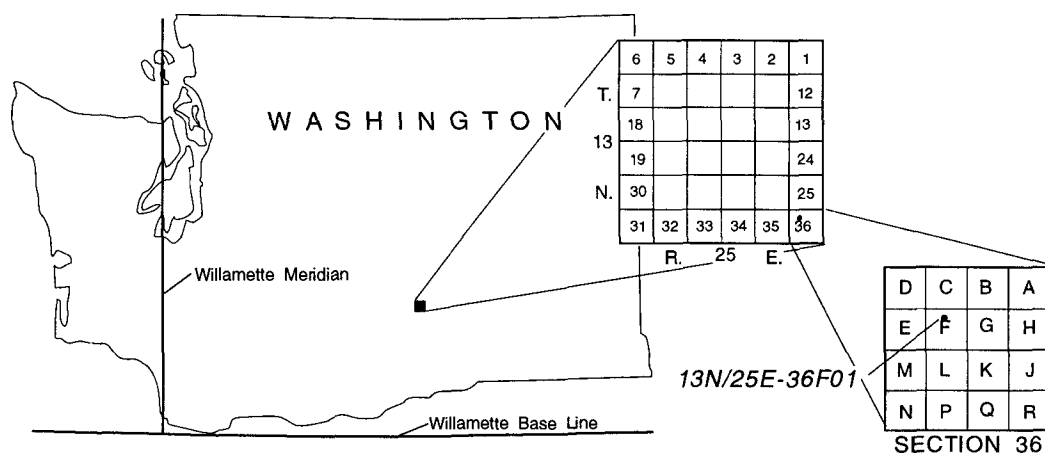 WASHINGTON
Willamette Meridian
Willamette Base Line
6 5 4 3 2 1
T. 7 12
18 13
13
19 24
N. 30 25
31 32 33 34 35 36
R. 25 E.
D C B A
E F G H
13N/25E-36F01
M L K J
N P Q R
SECTION 36